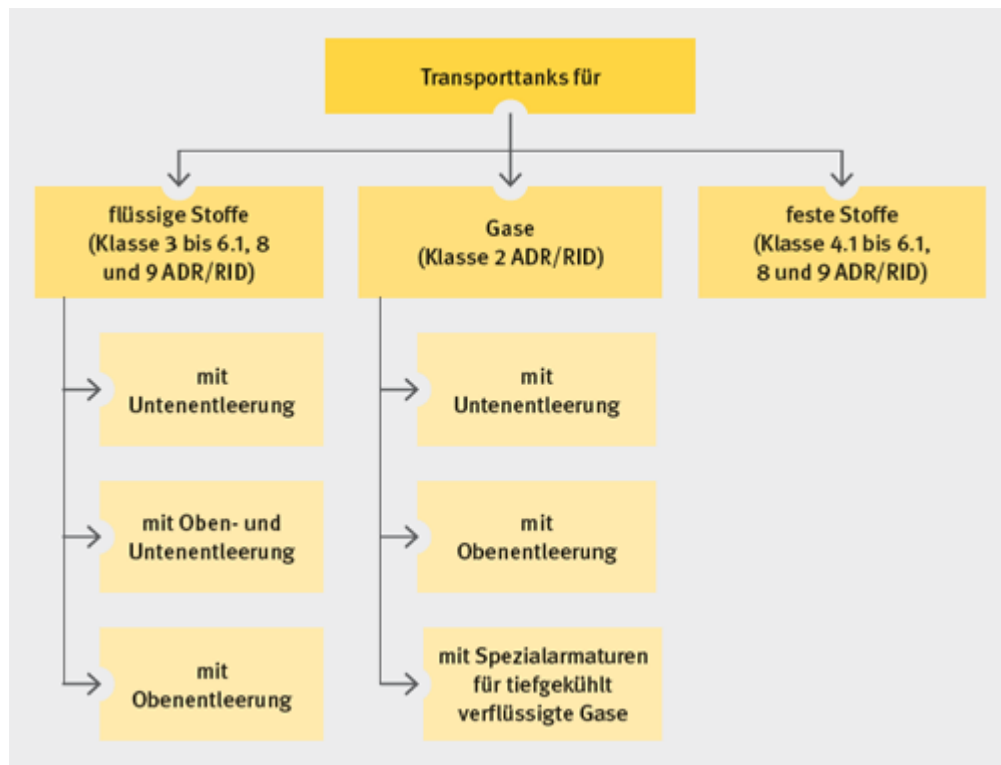 Transporttanks für
flüssige Stoffe
(Klasse 3 bis 6.1, 8
und 9 ADR/RID)
Gase
(Klasse 2 ADR/RID)
feste Stoffe
(Klasse 4.1 bis 6.1,
8 und 9 ADR/RID)
mit
Untenentleerung
mit Oben- und
Untenentleerung
mit
Obenentleerung
mit
Untenentleerung
mit
Obenentleerung
mit Spezialarmaturen
für tiefgekühlt
verflüssigte Gase